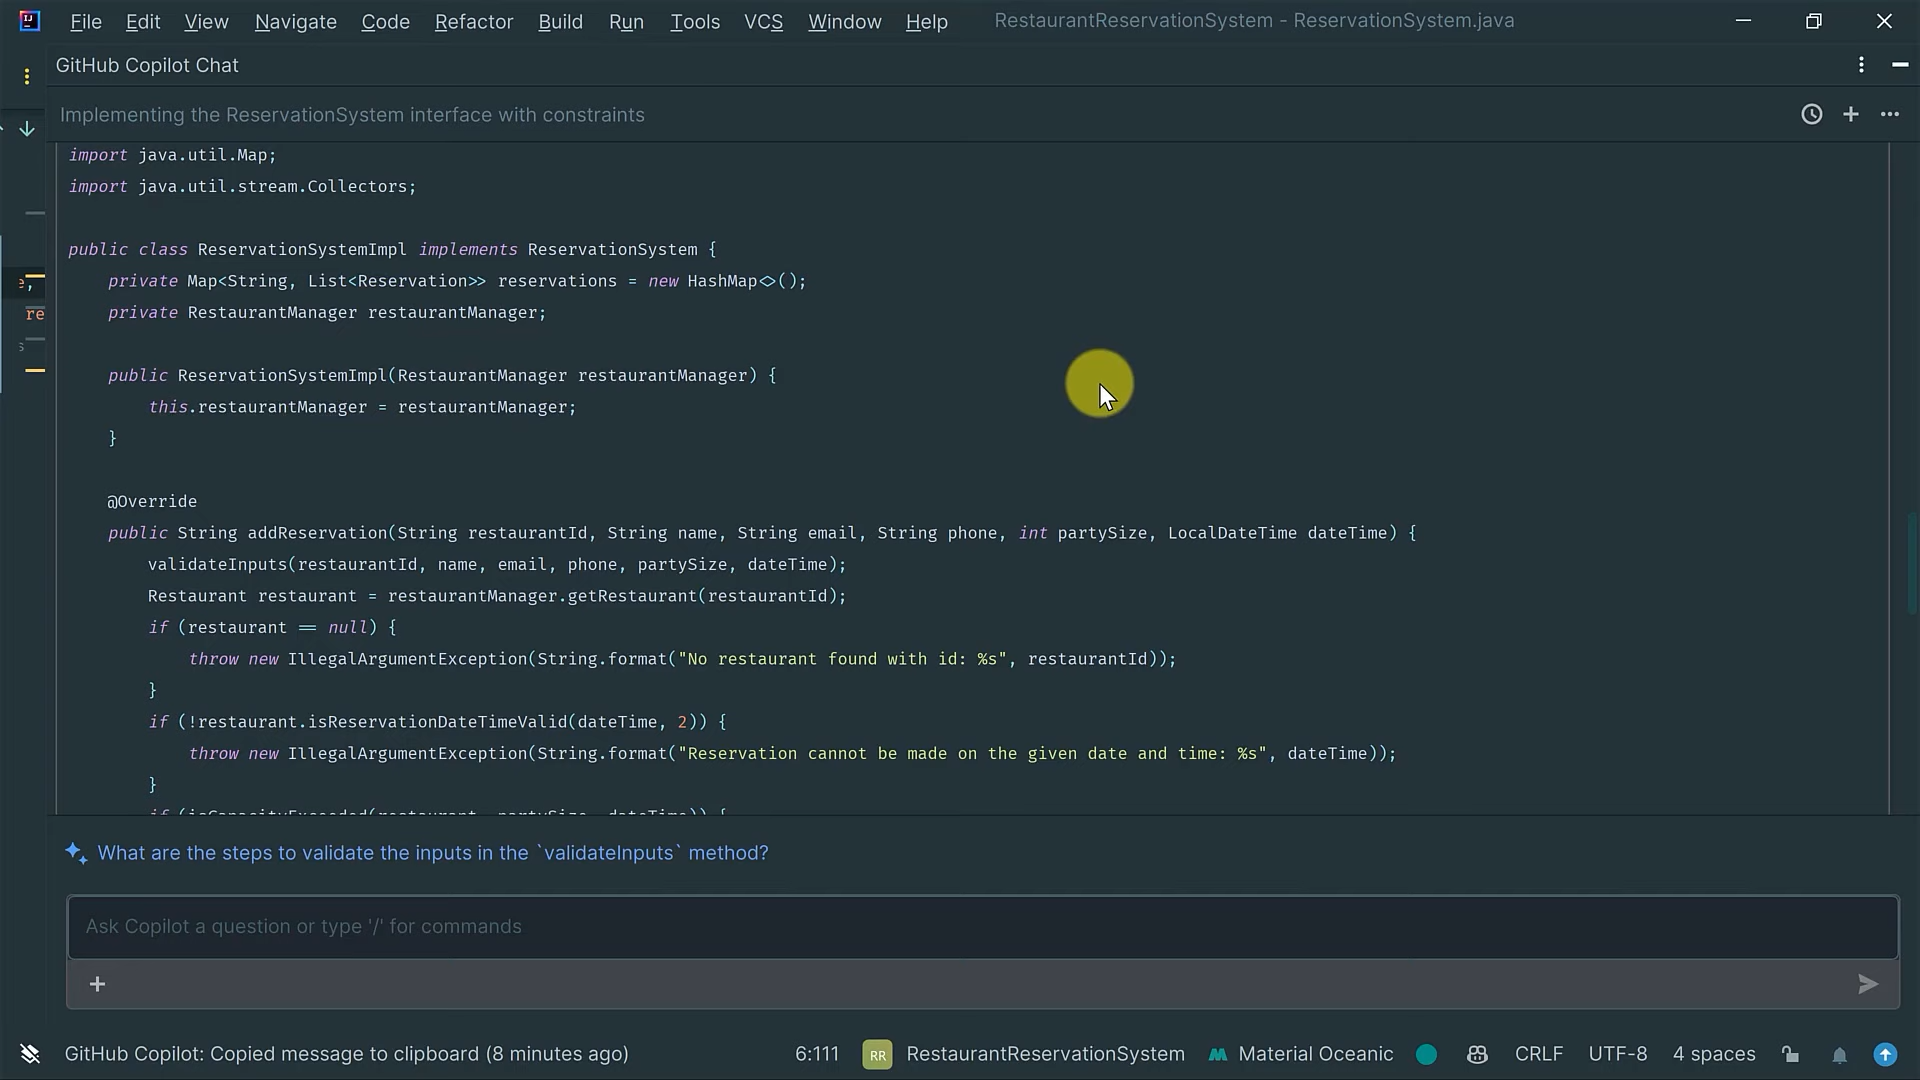 File Edit View Navigate Code Refactor Build Run Tools VCS Window Help RestaurantReservationSystem - ReservationSystem.java
GitHub Copilot Chat
Implementing the ReservationSystem interface with constraints
import java.util.Map;
import java.util.stream.Collectors;
public class ReservationSystemImpl implements ReservationSystem {
private Map<String, List<Reservation>> reservations = new HashMap<>();
private RestaurantManager restaurantManager;
public ReservationSystemImpl(RestaurantManager restaurantManager) {
this.restaurantManager = restaurantManager;
}
@Override
public String addReservation(String restaurantId, String name, String email, String phone, int partySize, LocalDateTime dateTime) {
validateInputs(restaurantId, name, email, phone, partySize, dateTime);
Restaurant restaurant = restaurantManager.getRestaurant(restaurantId);
if (restaurant == null) {
throw new IllegalArgumentException(String.format("No restaurant found with id: %s", restaurantId));
}
if (!restaurant.isReservationDateTimeValid(dateTime, 2)) {
throw new IllegalArgumentException(String.format("Reservation cannot be made on the given date and time: %s", dateTime));
}
if (isCapacityExceeded(restaurant, partySize, dateTime)) {
e,
re
s
What are the steps to validate the inputs in the `validateInputs` method?
Ask Copilot a question or type '/' for commands
GitHub Copilot: Copied message to clipboard (8 minutes ago) 6:111 RR RestaurantReservationSystem Material Oceanic CRLF UTF-8 4 spaces